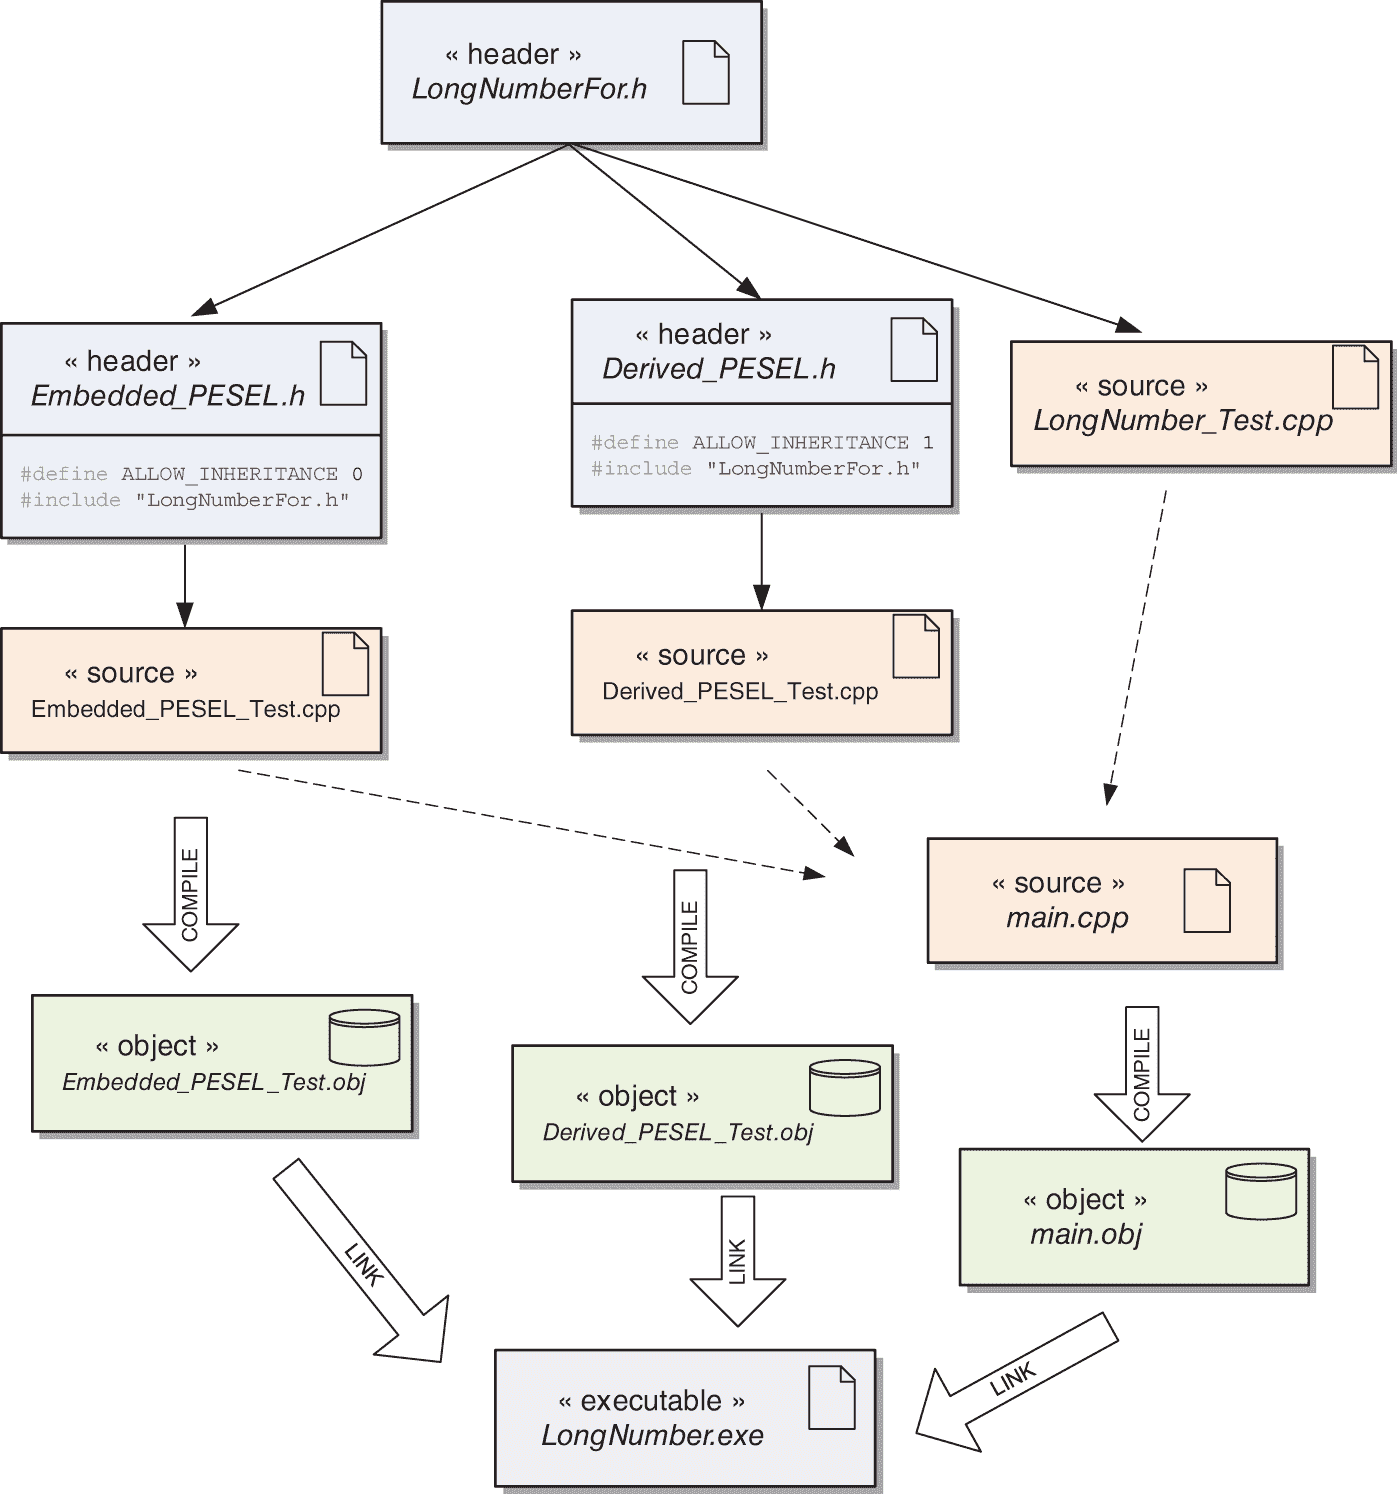 « header »
LongNumberFor.h
« header »
Embedded_PESEL.h
#define ALLOW_INHERITANCE 0
#include "LongNumberFor.h"
« header »
Derived_PESEL.h
#define ALLOW_INHERITANCE 1
#include "LongNumberFor.h"
« source »
LongNumber_Test.cpp
« source »
Embedded_PESEL_Test.cpp
« source »
Derived_PESEL_Test.cpp
COMPILE
COMPILE
« source »
main.cpp
COMPILE
« object »
Embedded_PESEL_Test.obj
« object »
Derived_PESEL_Test.obj
« object »
main.obj
LINK
LINK
LINK
« executable »
LongNumber.exe